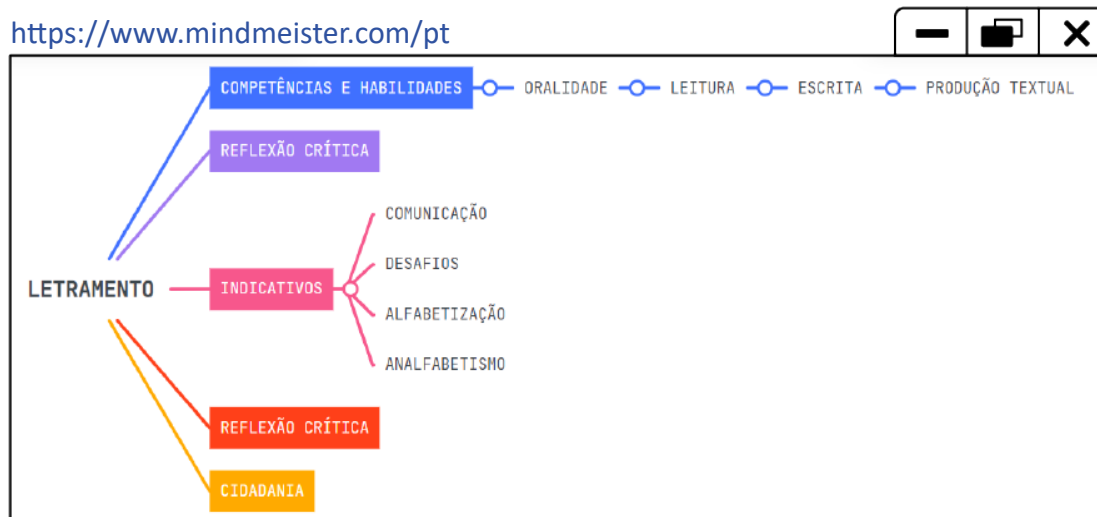 https://www.mindmeister.com/pt
COMPETÊNCIAS E HABILIDADES ORALIDADE LEITURA ESCRITA PRODUÇÃO TEXTUAL
REFLEXÃO CRÍTICA
COMUNICAÇÃO
DESAFIOS
LETRAMENTO INDICATIVOS
ALFABETIZAÇÃO
ANALFABETISMO
REFLEXÃO CRÍTICA
CIDADANIA